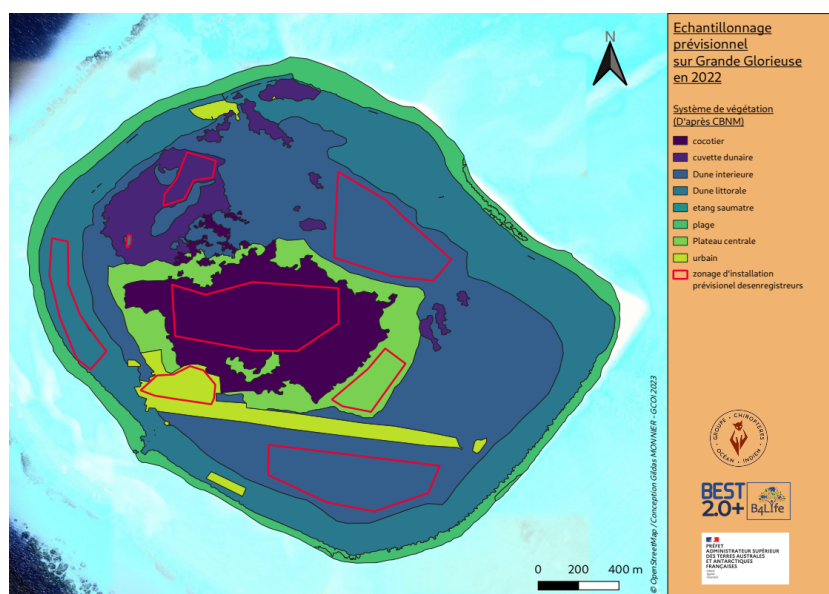 Echantillonnage
prévisionnel
sur Grande Glorieuse
en 2022
Système de végétation
(D'après CBNM)
cocotier
cuvette dunaire
Dune interieure
Dune littorale
etang saumatre
plage
Plateau centrale
urbain
zonage d'installation
prévisionel desenregistreurs
N
© OpenStreetMap / Conception Gildas MONNIER - GCOI 2023
0 200 400 m
GROUPE CHIROPTÈRES
OCÉAN INDIEN
BEST
2.0+
B4Life
PRÉFET
ADMINISTRATEUR SUPÉRIEUR
DES TERRES AUSTRALES
ET ANTARCTIQUES
FRANÇAISES